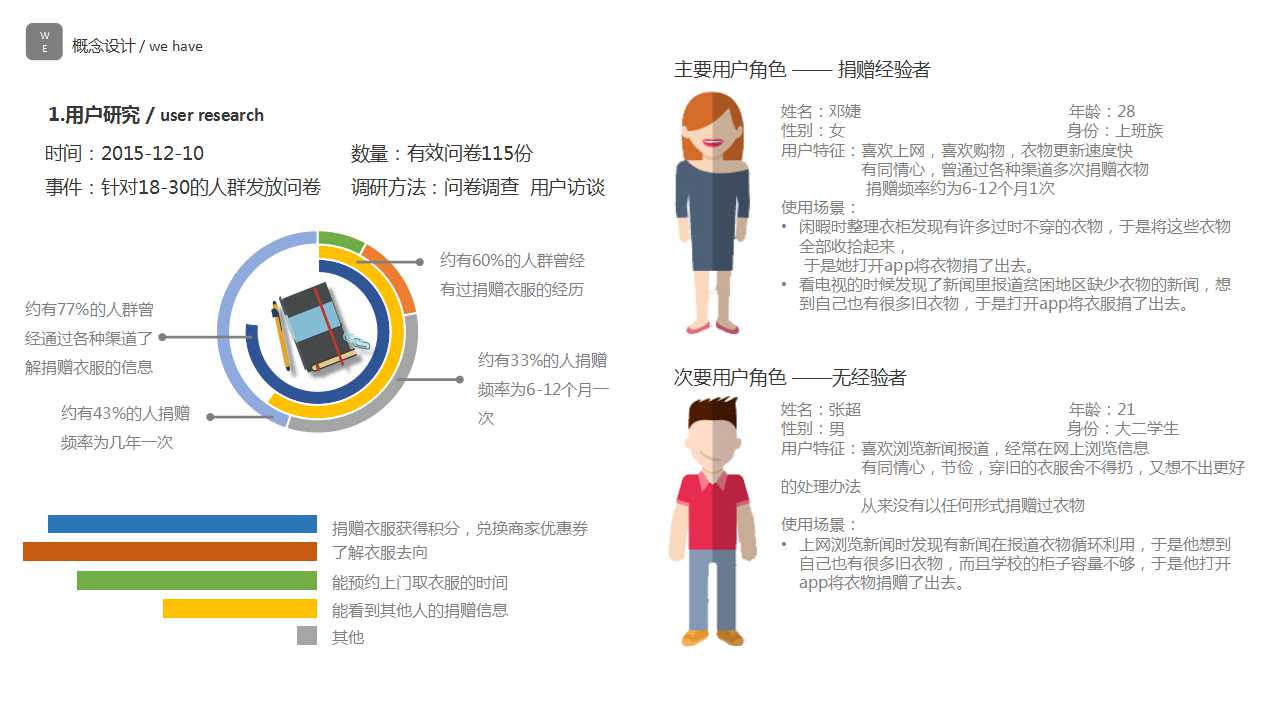 W
E
概念设计 / we have
1.用户研究 / user research
时间：2015-12-10
数量：有效问卷115份
事件：针对18-30的人群发放问卷
调研方法：问卷调查 用户访谈
约有60%的人群曾经
有过捐赠衣服的经历
约有77%的人群曾
经通过各种渠道了
解捐赠衣服的信息
约有33%的人捐赠
频率为6-12个月一
次
约有43%的人捐赠
频率为几年一次
捐赠衣服获得积分，兑换商家优惠券
了解衣服去向
能预约上门取衣服的时间
能看到其他人的捐赠信息
其他
主要用户角色 —— 捐赠经验者
姓名：邓婕
年龄：28
性别：女
身份：上班族
用户特征：喜欢上网，喜欢购物，衣物更新速度快
有同情心，曾通过各种渠道多次捐赠衣物
捐赠频率约为6-12个月1次
使用场景：
• 闲暇时整理衣柜发现有许多过时不穿的衣物，于是将这些衣物
全部收拾起来，
于是她打开app将衣物捐了出去。
• 看电视的时候发现了新闻里报道贫困地区缺少衣物的新闻，想
到自己也有很多旧衣物，于是打开app将衣服捐了出去。
次要用户角色 ——无经验者
姓名：张超
年龄：21
性别：男
身份：大二学生
用户特征：喜欢浏览新闻报道，经常在网上浏览信息
有同情心，节俭，穿旧的衣服舍不得扔，又想不出更好
的处理办法
从来没有以任何形式捐赠过衣物
使用场景：
• 上网浏览新闻时发现有新闻在报道衣物循环利用，于是他想到
自己也有很多旧衣物，而且学校的柜子容量不够，于是他打开
app将衣物捐赠了出去。